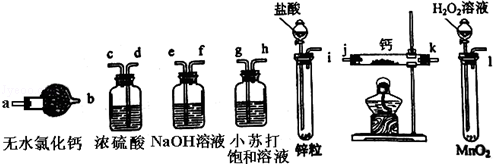 盐酸
钙
H₂O₂溶液
c d
e f
g h
i
j
k
l
a
b
无水氯化钙
浓硫酸
NaOH溶液
小苏打
饱和溶液
锌粒
MnO₂